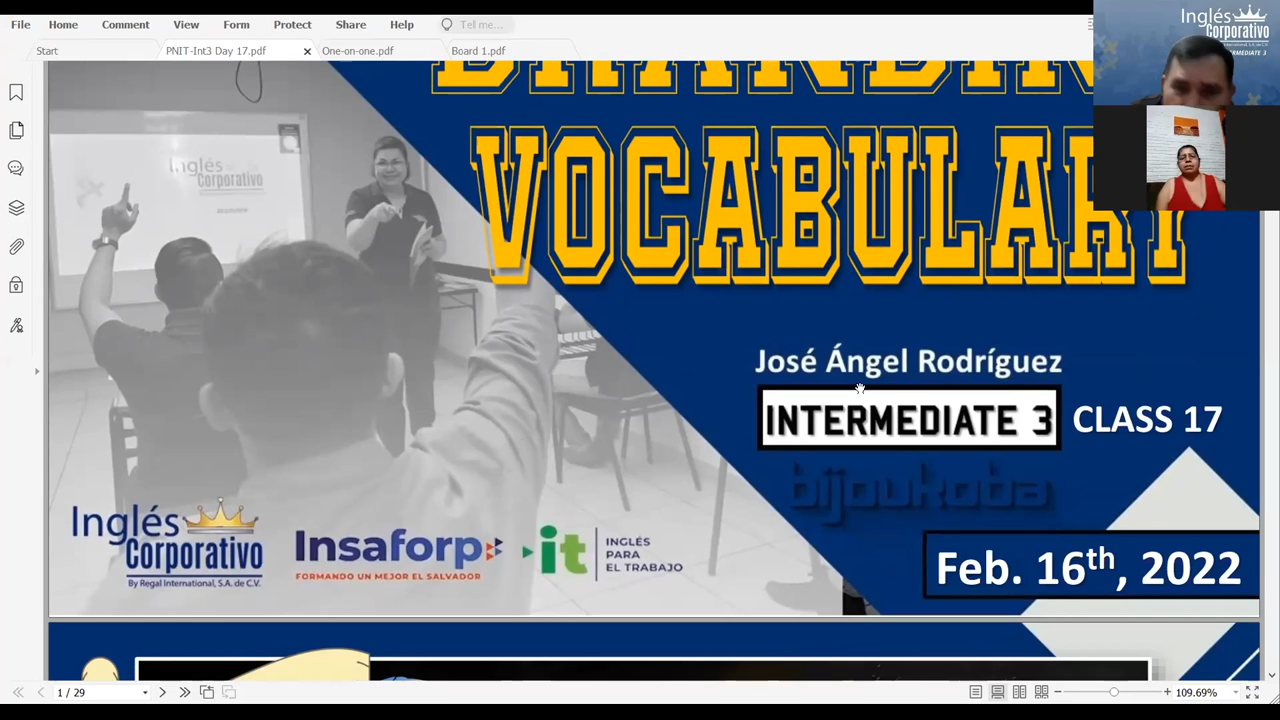 File Home Comment View Form Protect Share Help Tell me...
Start PNIT-Int3 Day 17.pdf One-on-one.pdf Board 1.pdf
Inglés
Corporativo
VOCABULARY
Inglés
Corporativo
José Ángel Rodríguez
INTERMEDIATE 3 CLASS 17
bijoukoba
Inglés
Corporativo
By Regal International, S.A. de C.V.
Insaforp
FORMANDO UN MEJOR EL SALVADOR
it
INGLÉS
PARA
EL TRABAJO
Feb. 16th, 2022
1 / 29
109.69%